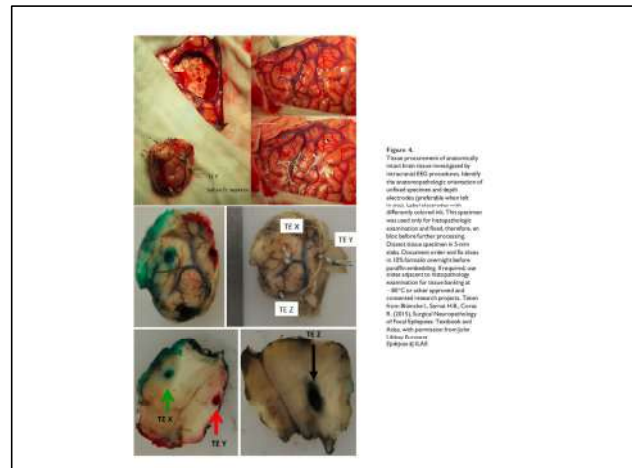 TE X
TE Y
TE Z
TE X
TE Y
TE Z
Figure 4.
Tissue procurement of anatomically
intact brain tissue investigated by
intracranial EEG procedures. Identify
the anatomopathologic orientation of
unfixed specimen and depth
electrodes (preferable when left
differently colored ink. This specimen
was used only for histopathologic
examination and fixed, therefore, en
bloc before further processing.
Dissect tissue specimen in 5-mm
slabs. Document order and fix slices
in 10% formalin overnight before
paraffin embedding. If required, use
sites adjacent to histopathology
examination for tissue banking at
−80°C or other approved and
consented research projects. Taken
from Blümcke I., Sarnat H.B., Coras
R. (2015), Surgical Neuropathology
of Focal Epilepsies: Textbook and
Atlas, with permission from John
Libbey Eurotext
Epilepsia © ILAE